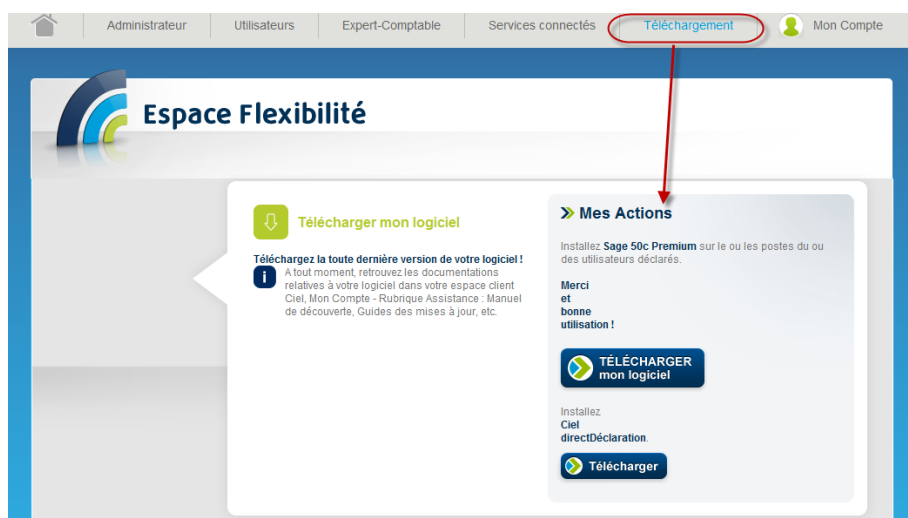 Administrateur
Utilisateurs
Expert-Comptable
Services connectés
Téléchargement
Mon Compte
Espace Flexibilité
Télécharger mon logiciel
Téléchargez la toute dernière version de votre logiciel !
i
A tout moment, retrouvez les documentations
relatives à votre logiciel dans votre espace client
Ciel, Mon Compte - Rubrique Assistance : Manuel
de découverte, Guides des mises à jour, etc.
Mes Actions
Installez Sage 50c Premium sur le ou les postes du ou
des utilisateurs déclarés.
Merci
et
bonne
utilisation !
TÉLÉCHARGER
mon logiciel
Installez
Ciel
directDéclaration.
Télécharger